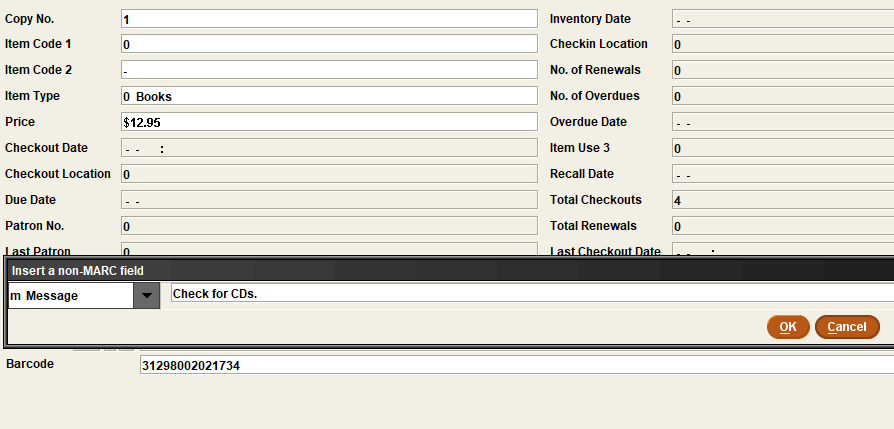 Copy No. 1 Inventory Date - -
Item Code 1 0 Checkin Location 0
Item Code 2 - No. of Renewals 0
Item Type 0 Books No. of Overdues 0
Price $12.95 Overdue Date - -
Checkout Date - - : Item Use 3 0
Checkout Location 0 Recall Date - -
Due Date - - Total Checkouts 4
Patron No. 0 Total Renewals 0
Last Patron 0 Last Checkout Date - - :
Insert a non-MARC field
m Message Check for CDs.
OK Cancel
Barcode 31298002021734